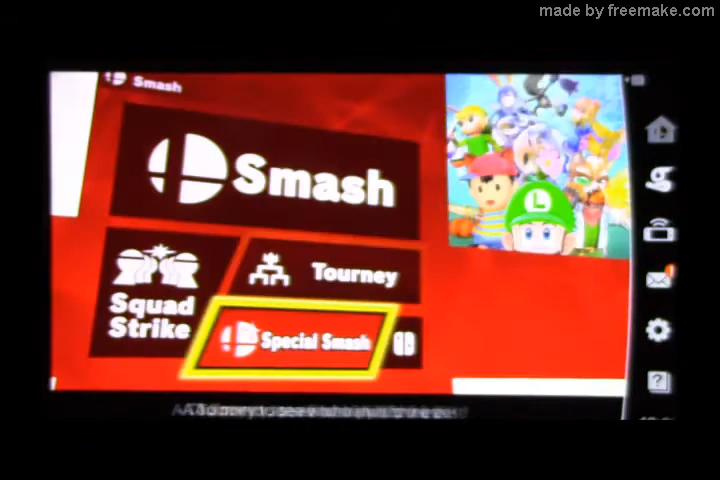 made by freemake.com
Smash
Smash
Squad
Strike
Tourney
Special Smash
L
?